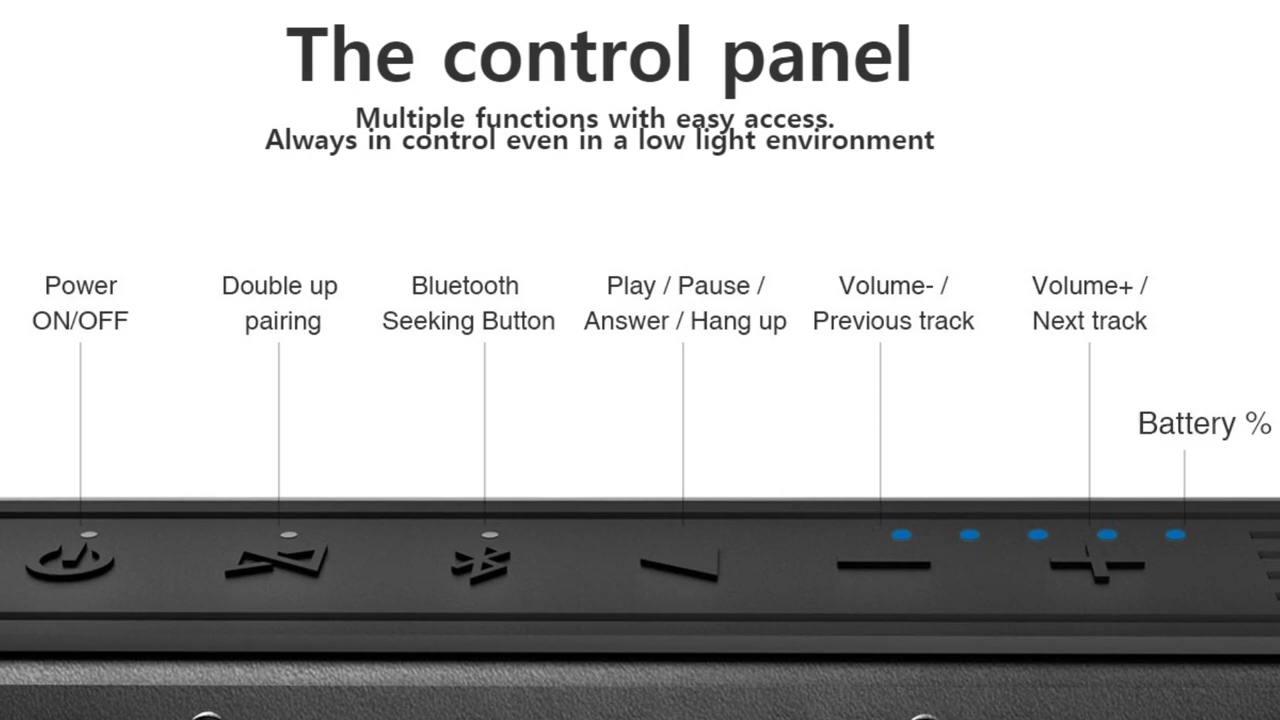 The control panel
Multiple functions with easy access.
Always in control even in a low light environment
Power
ON/OFF
Double up
pairing
Bluetooth
Seeking Button
Play / Pause /
Answer / Hang up
Volume- /
Previous track
Volume+ /
Next track
Battery %